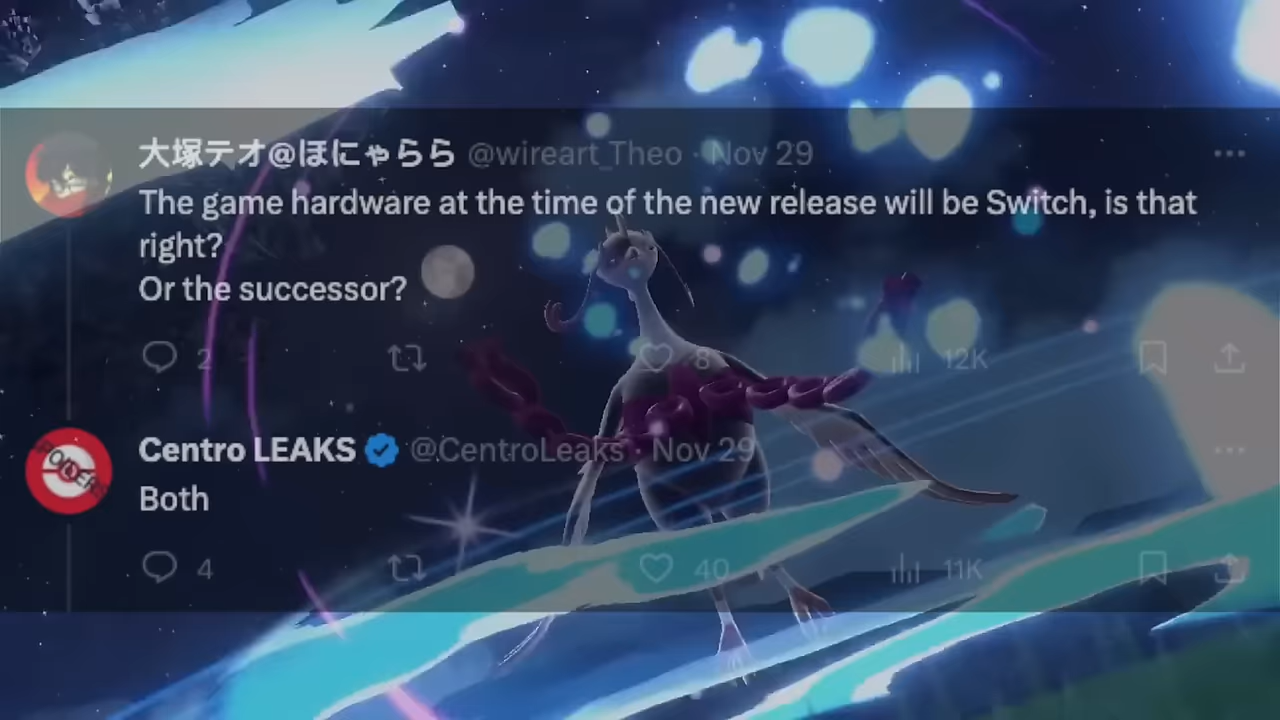 大塚テオ@ほにゃらら @wireart_Theo · Nov 29
The game hardware at the time of the new release will be Switch, is that
right?
Or the successor?
2 8 12K
Centro LEAKS @CentroLeaks · Nov 29
Both
4 40 11K